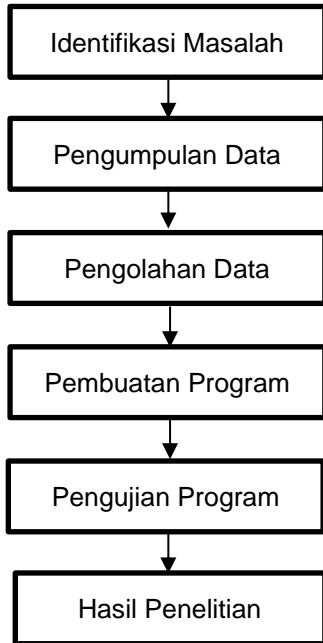 Identifikasi Masalah
Pengumpulan Data
Pengolahan Data
Pembuatan Program
Pengujian Program
Hasil Penelitian